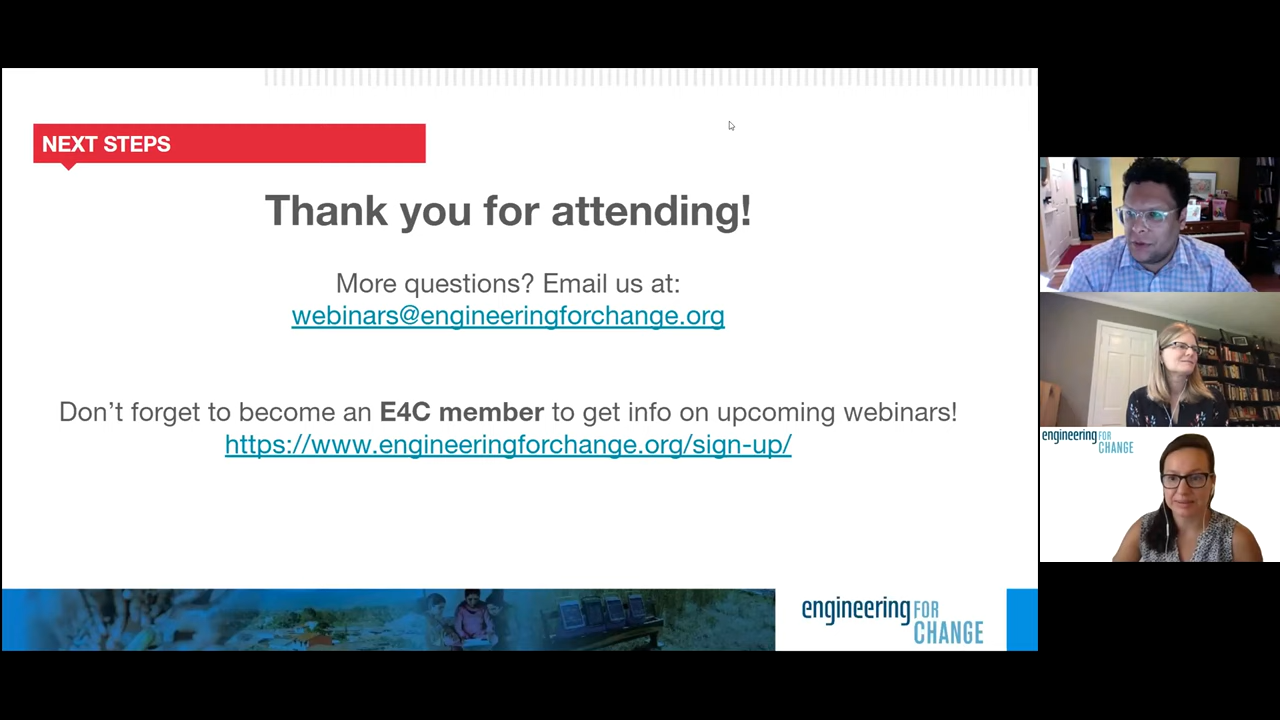 NEXT STEPS
Thank you for attending!
More questions? Email us at:
webinars@engineeringforchange.org
Don’t forget to become an E4C member to get info on upcoming webinars!
https://www.engineeringforchange.org/sign-up/
engineering FOR
CHANGE
engineering FOR
CHANGE